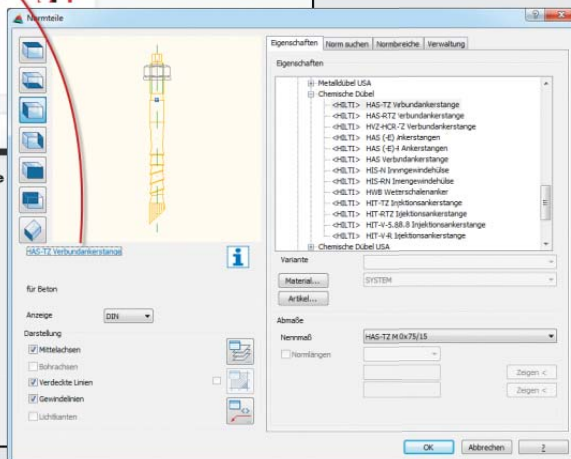 Normteile
Eigenschaften Norm suchen Normbreiche Verwaltung
Eigenschaften
Metalldübel USA
Chemische Dübel
<HILTI> HAS-TZ Verbundankerstange
<HILTI> HAS-RTZ Verbundankerstange
<HILTI> HVZ-HCR-TZ Verbundankerstange
<HILTI> HAS (-E) Ankerstangen
<HILTI> HAS (-E)-I Ankerstangen
<HILTI> HAS Verbundankerstange
<HILTI> HIS-N Innengewindehülse
<HILTI> HIS-RN Innengewindehülse
<HILTI> HWB Wetterschalenanker
<HILTI> HIT-TZ Injektionsankerstange
<HILTI> HIT-RTZ Injektionsankerstange
<HILTI> HIT-V-5.8/8.8 Injektionsankerstange
<HILTI> HIT-V-R Injektionsankerstange
Chemische Dübel USA
HAS-TZ Verbundankerstange
für Beton
Anzeige
DIN
Darstellung
Mittelachsen
Bohrachsen
Verdeckte Linien
Gewindelinien
Lichtkanten
Variante
Material...
SYSTEM
Artikel...
Abmaße
Nennmaß
Normlängen
Zeigen <
Zeigen <
OK Abbrechen ?